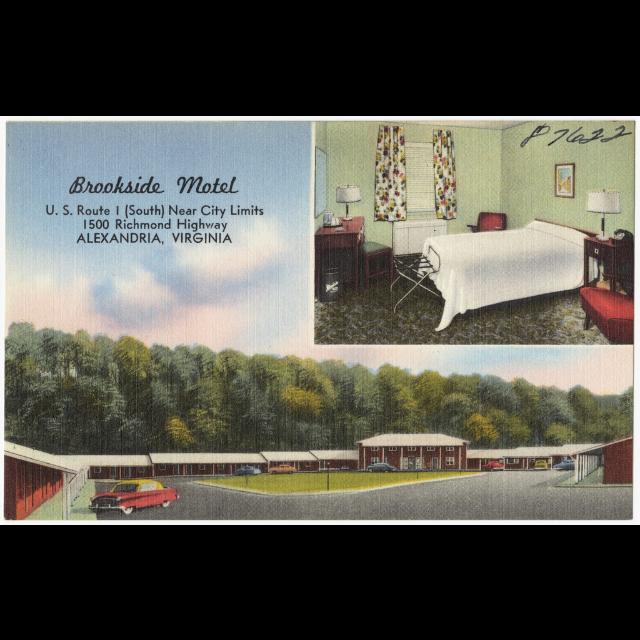 Brookside Motel
U. S. Route 1 (South) Near City Limits
1500 Richmond Highway
ALEXANDRIA, VIRGINIA
P7622